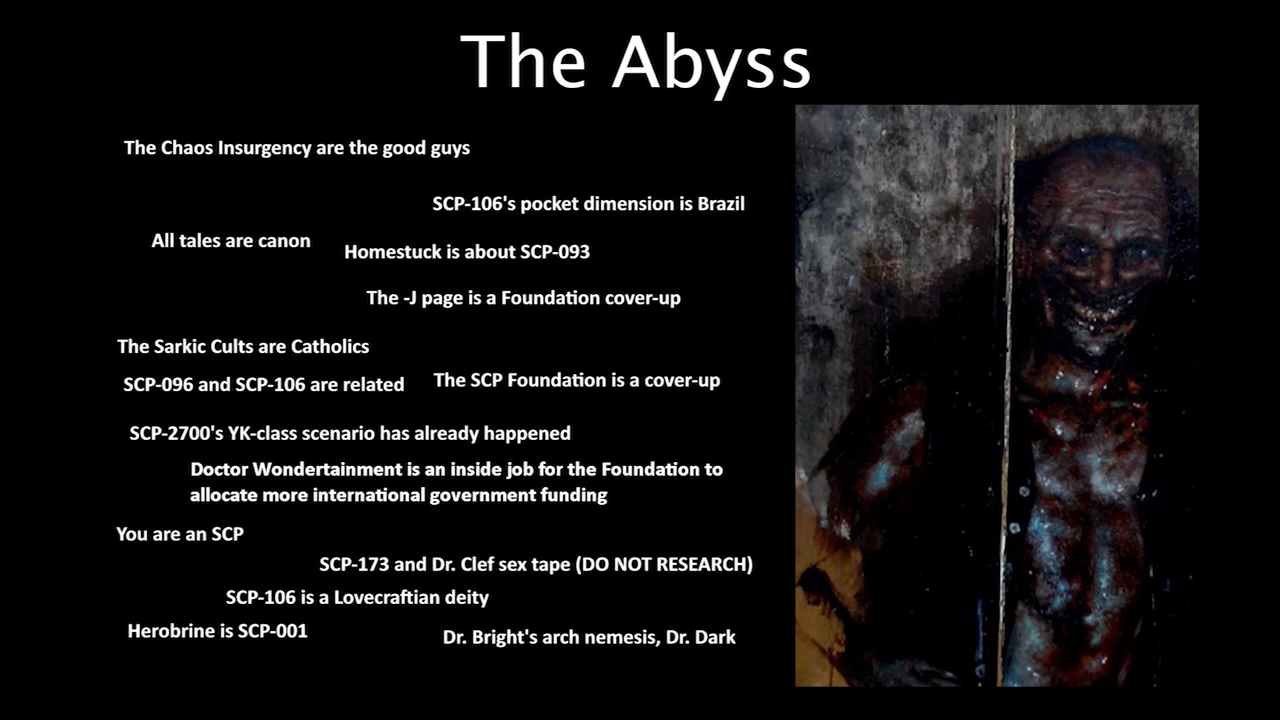 The Abyss
The Chaos Insurgency are the good guys
SCP-106's pocket dimension is Brazil
All tales are canon
Homestuck is about SCP-093
The -J page is a Foundation cover-up
The Sarkic Cults are Catholics
SCP-096 and SCP-106 are related
The SCP Foundation is a cover-up
SCP-2700's YK-class scenario has already happened
Doctor Wondertainment is an inside job for the Foundation to
allocate more international government funding
You are an SCP
SCP-173 and Dr. Clef sex tape (DO NOT RESEARCH)
SCP-106 is a Lovecraftian deity
Herobrine is SCP-001
Dr. Bright's arch nemesis, Dr. Dark